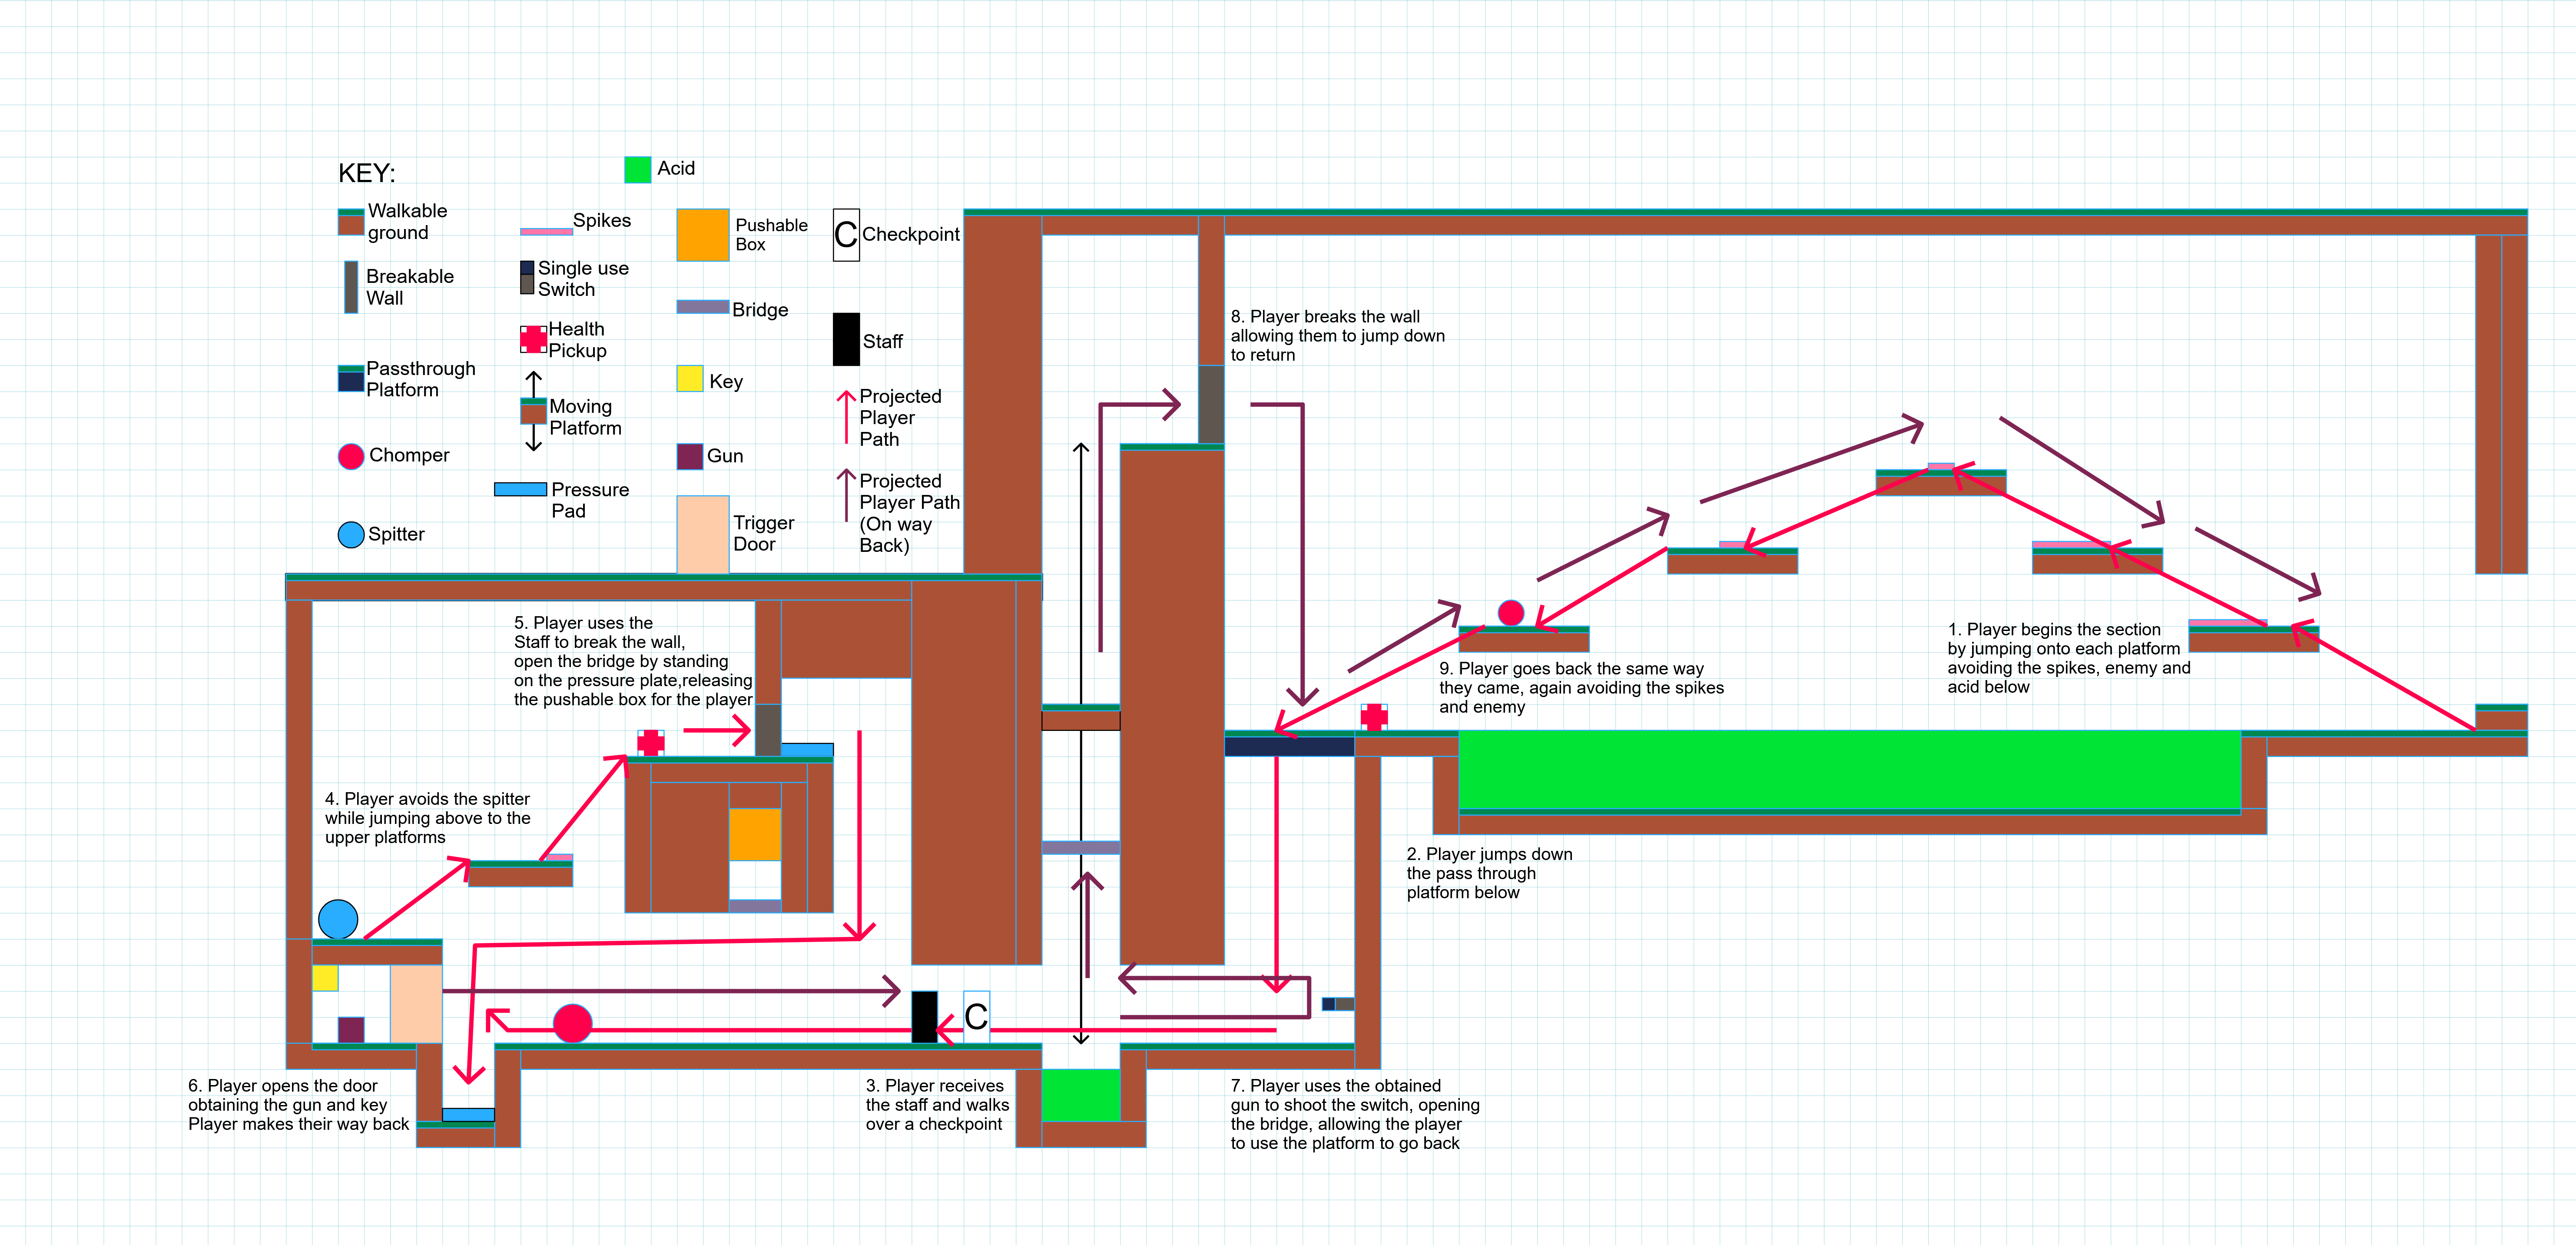 KEY:
Acid
Walkable
ground
Spikes
Pushable
Box
C
Checkpoint
Breakable
Wall
Single use
Switch
Bridge
Health
Pickup
Staff
Passthrough
Platform
Key
Moving
Platform
Projected
Player
Path
Chomper
Gun
Pressure
Pad
Projected
Player Path
(On way
Back)
Spitter
Trigger
Door
8. Player breaks the wall
allowing them to jump down
to return
5. Player uses the
Staff to break the wall,
open the bridge by standing
on the pressure plate,releasing
the pushable box for the player
1. Player begins the section
by jumping onto each platform
avoiding the spikes, enemy and
acid below
9. Player goes back the same way
they came, again avoiding the spikes
and enemy
4. Player avoids the spitter
while jumping above to the
upper platforms
2. Player jumps down
the pass through
platform below
C
6. Player opens the door
obtaining the gun and key
Player makes their way back
3. Player receives
the staff and walks
over a checkpoint
7. Player uses the obtained
gun to shoot the switch, opening
the bridge, allowing the player
to use the platform to go back